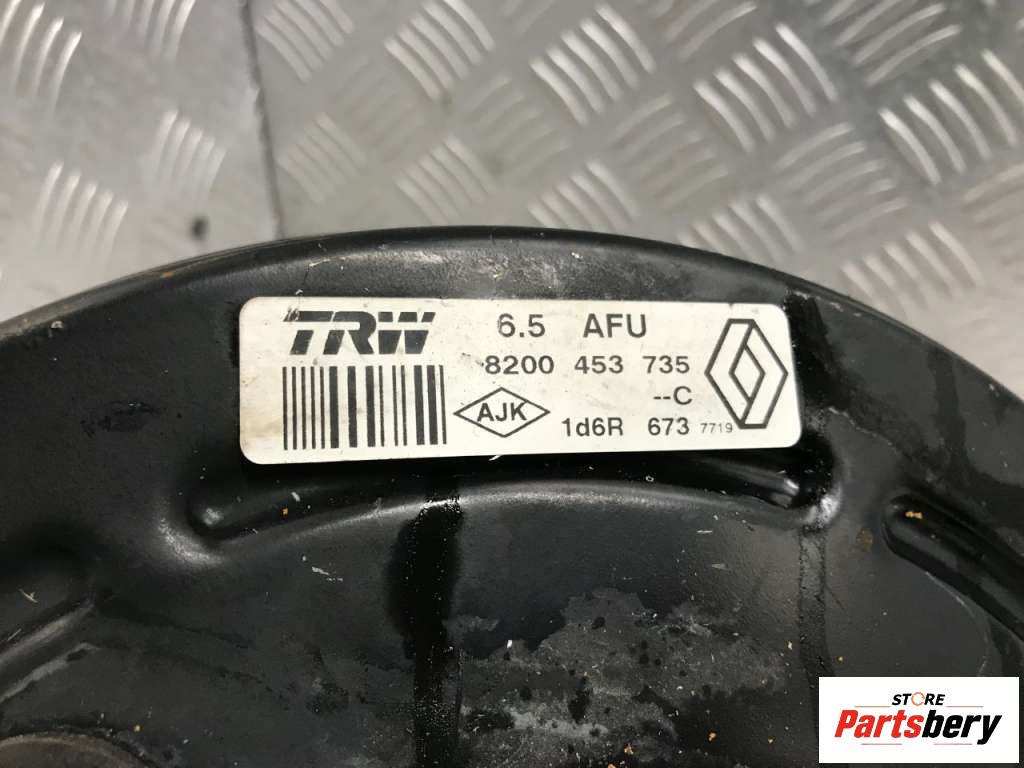 TRW
6.5 AFU
8200 453 735
--C
AJK
1d6R 673 7719
STORE
Partsbery